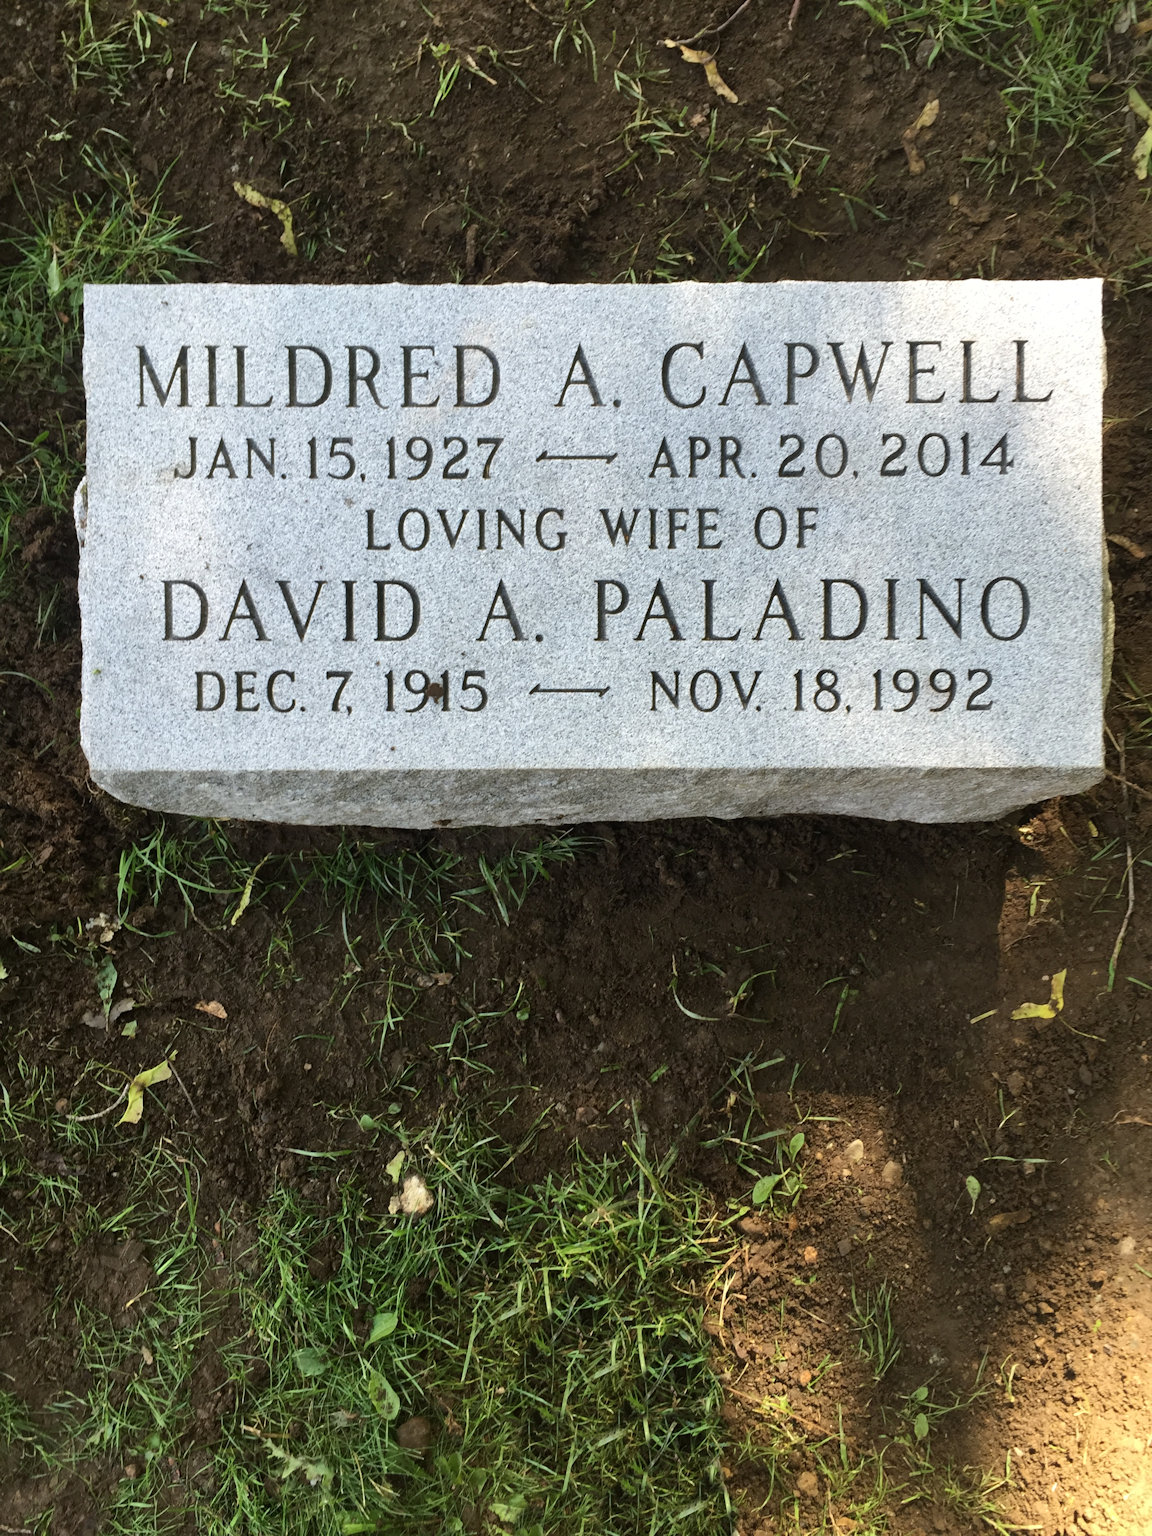 MILDRED A. CAPWELL
JAN. 15, 1927 — APR. 20, 2014
LOVING WIFE OF
DAVID A. PALADINO
DEC. 7, 1915 — NOV. 18, 1992